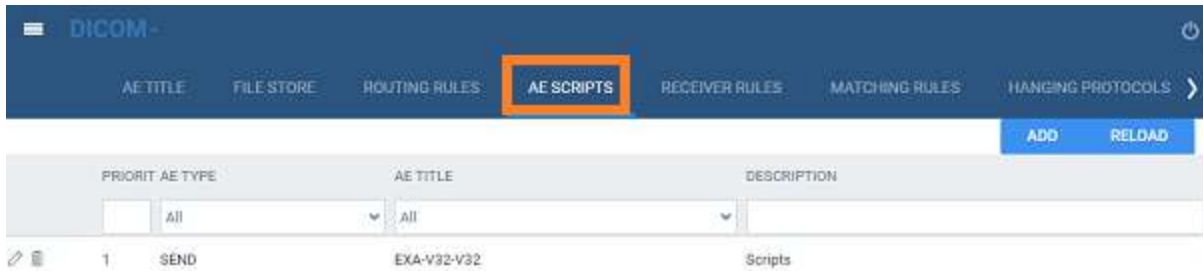 DICOM-
AE TITLE FILE STORE ROUTING RULES AE SCRIPTS RECEIVER RULES MATCHING RULES HANGING PROTOCOLS
ADD RELOAD
PRIORIT AE TYPE AE TITLE DESCRIPTION
All All
1 SEND EXA-V32-V32 Scripts